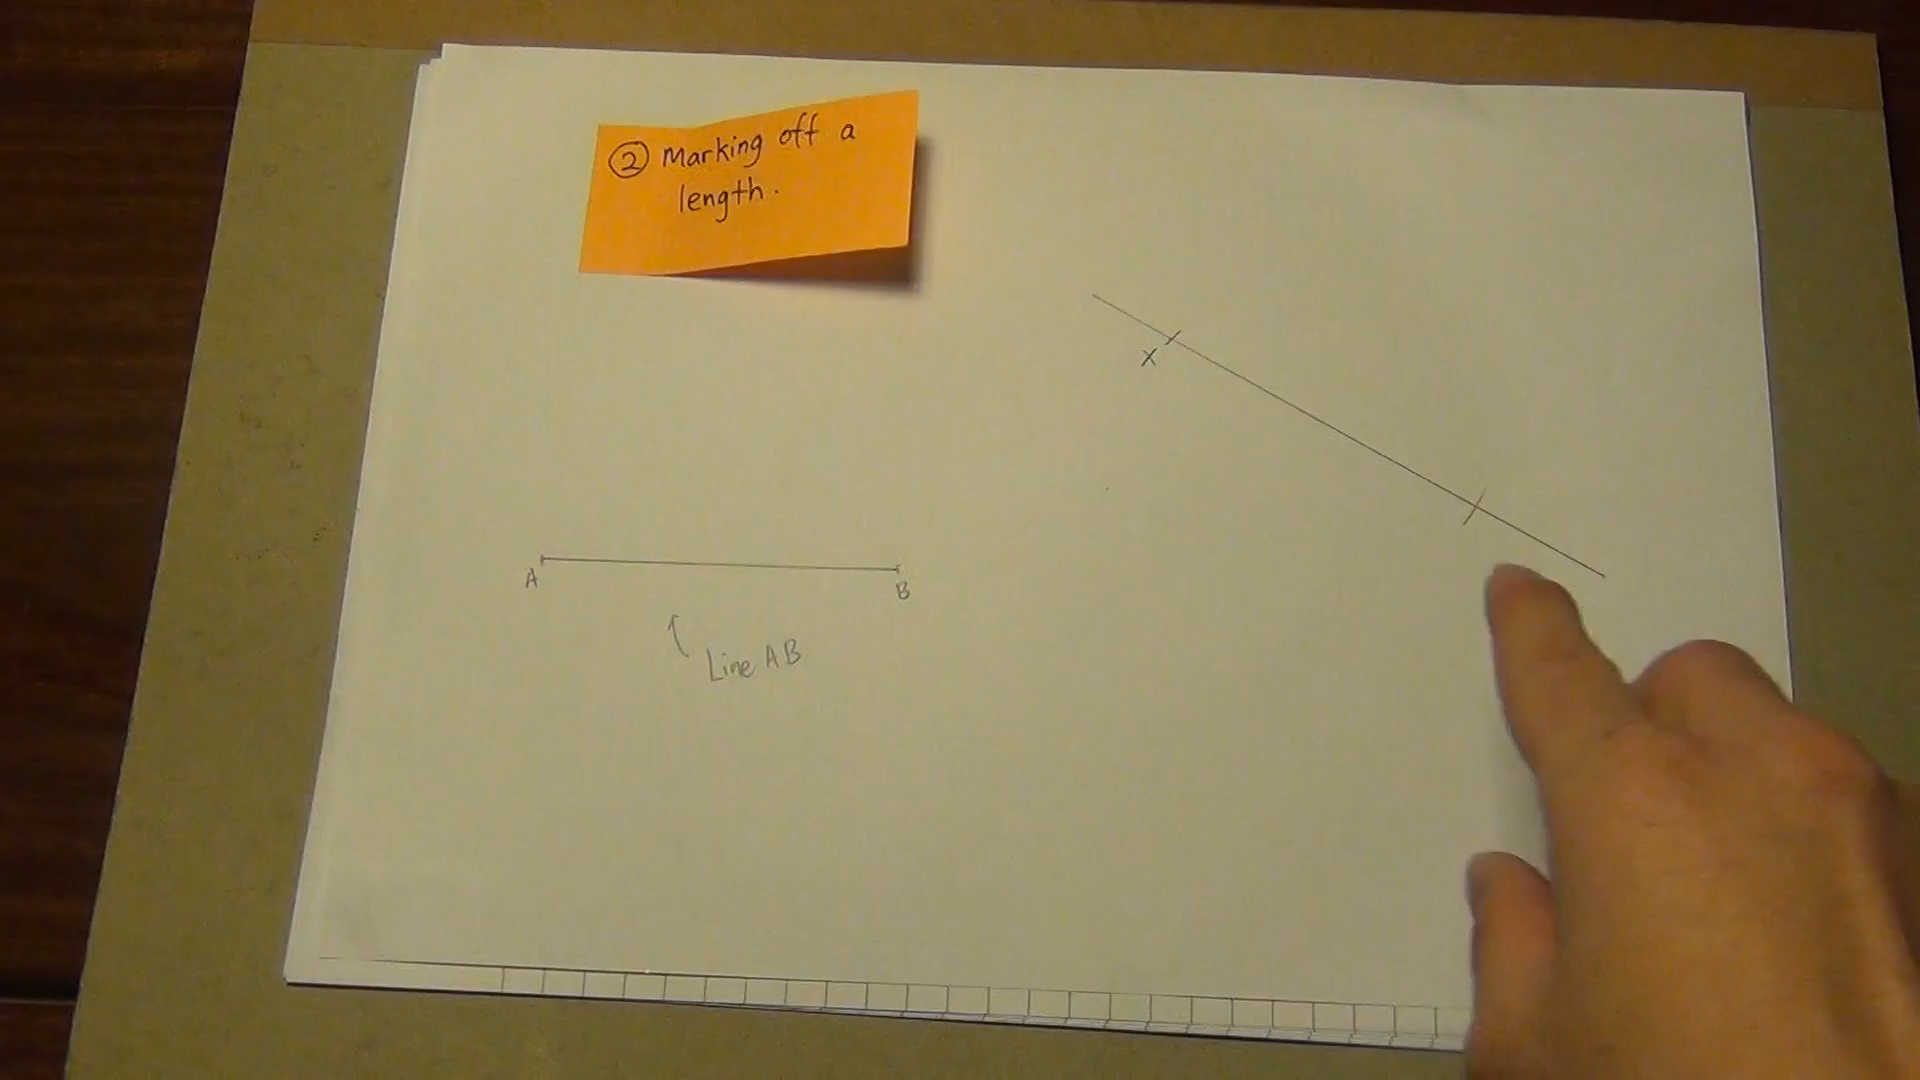 ② Marking off a
length.
X
A
B
Line AB